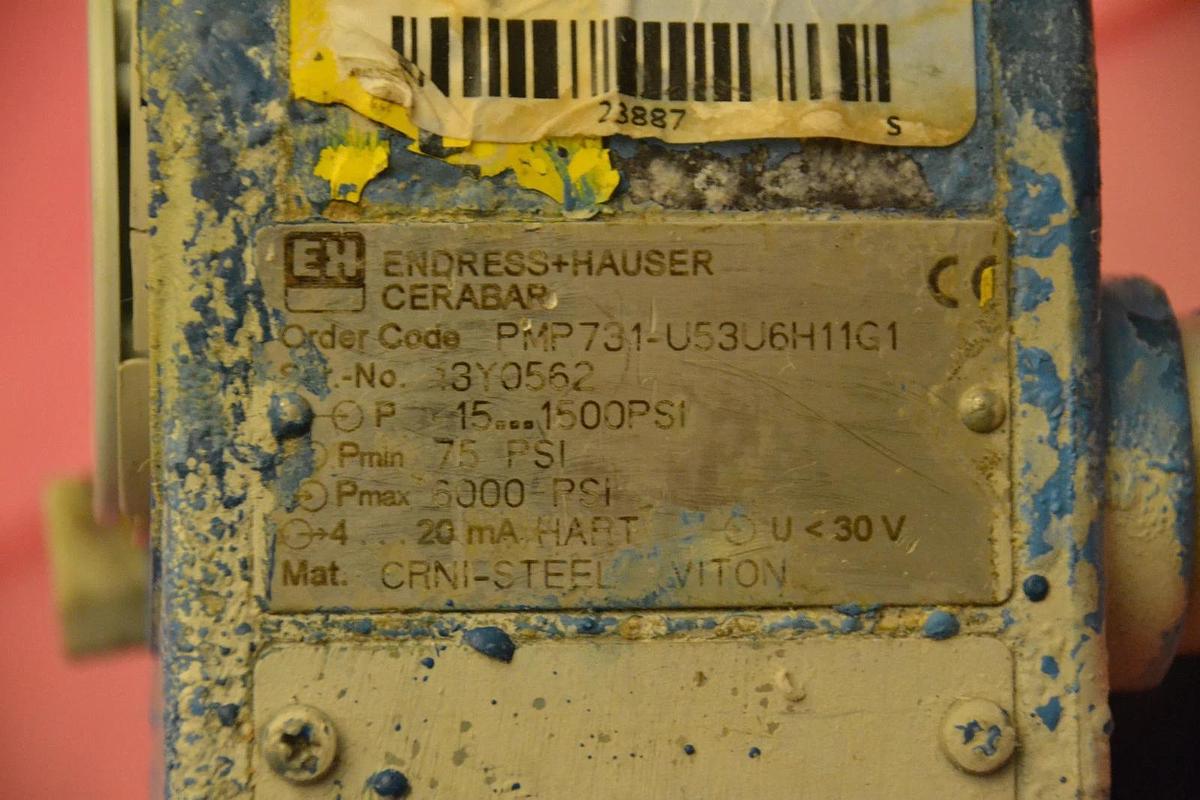 23887
S
EH ENDRESS+HAUSER
CERABAR
CE
Order Code PMP731-U53U6H11G1
-No. 3Y0562
P -15...1500PSI
Pmin 75 PSI
Pmax 6000 PSI
4 ... 20 mA HART U < 30 V
Mat. CRNI-STEEL VITON